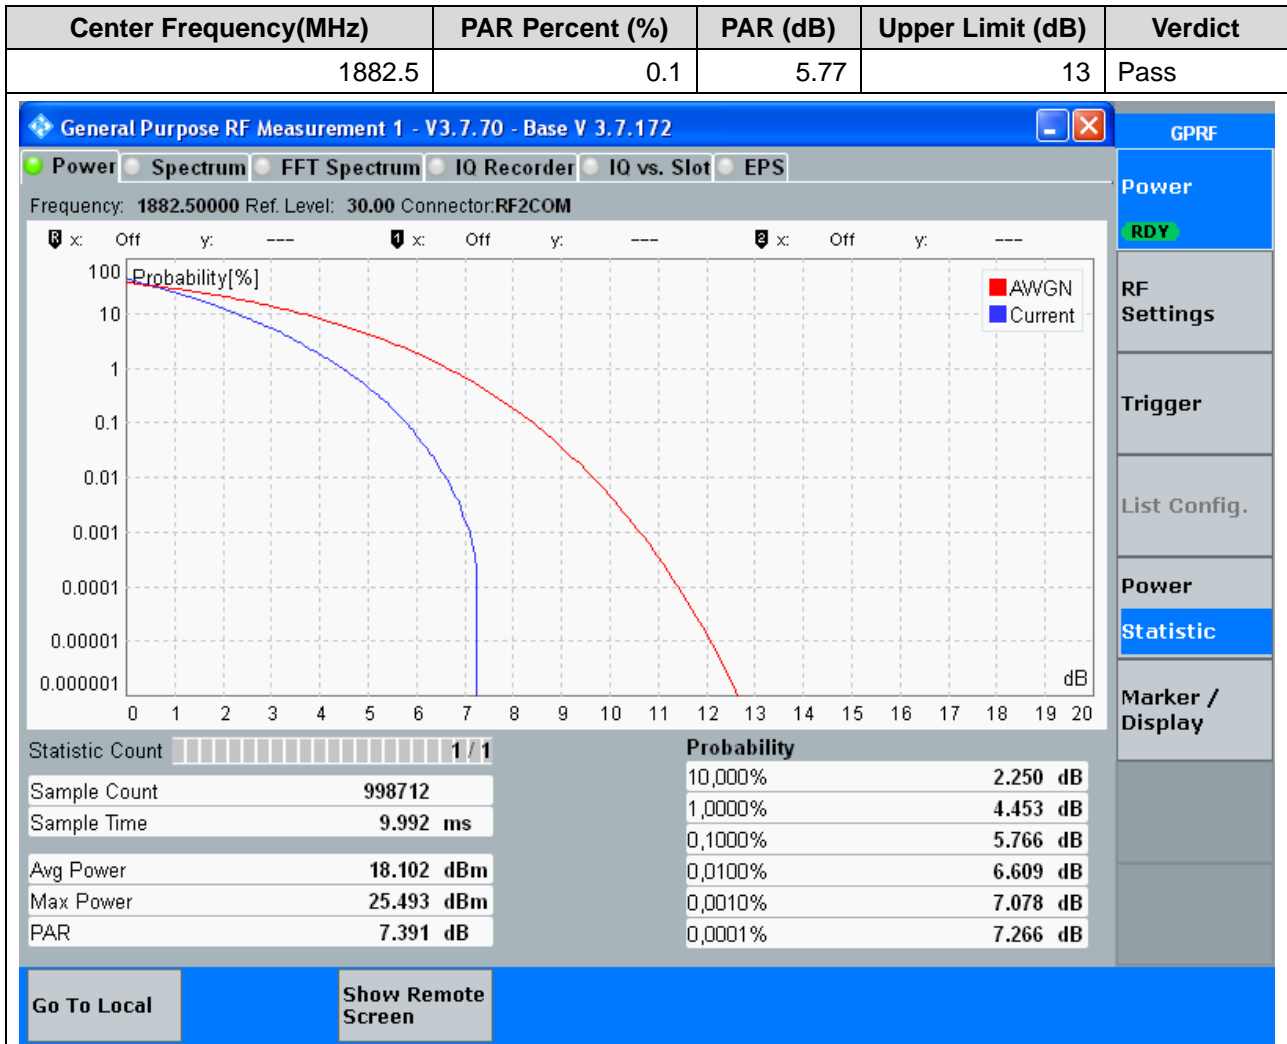 Center Frequency(MHz) PAR Percent (%) PAR (dB) Upper Limit (dB) Verdict
1882.5 0.1 5.77 13 Pass
General Purpose RF Measurement 1 - V3.7.70 - Base V 3.7.172
GPRF
Power Spectrum FFT Spectrum IQ Recorder IQ vs. Slot EPS
Frequency: 1882.50000 Ref. Level: 30.00 Connector:RF2COM
R x: Off y: --- 1 x: Off y: --- 2 x: Off y: ---
Probability[%]
AWGN
Current
100
10
1
0.1
0.01
0.001
0.0001
0.00001
0.000001
dB
0 1 2 3 4 5 6 7 8 9 10 11 12 13 14 15 16 17 18 19 20
Statistic Count 1 / 1
Sample Count 998712
Sample Time 9.992 ms
Avg Power 18.102 dBm
Max Power 25.493 dBm
PAR 7.391 dB
Probability
10,000% 2.250 dB
1,0000% 4.453 dB
0,1000% 5.766 dB
0,0100% 6.609 dB
0,0010% 7.078 dB
0,0001% 7.266 dB
Power
RDY
RF
Settings
Trigger
List Config.
Power
Statistic
Marker /
Display
Go To Local
Show Remote
Screen